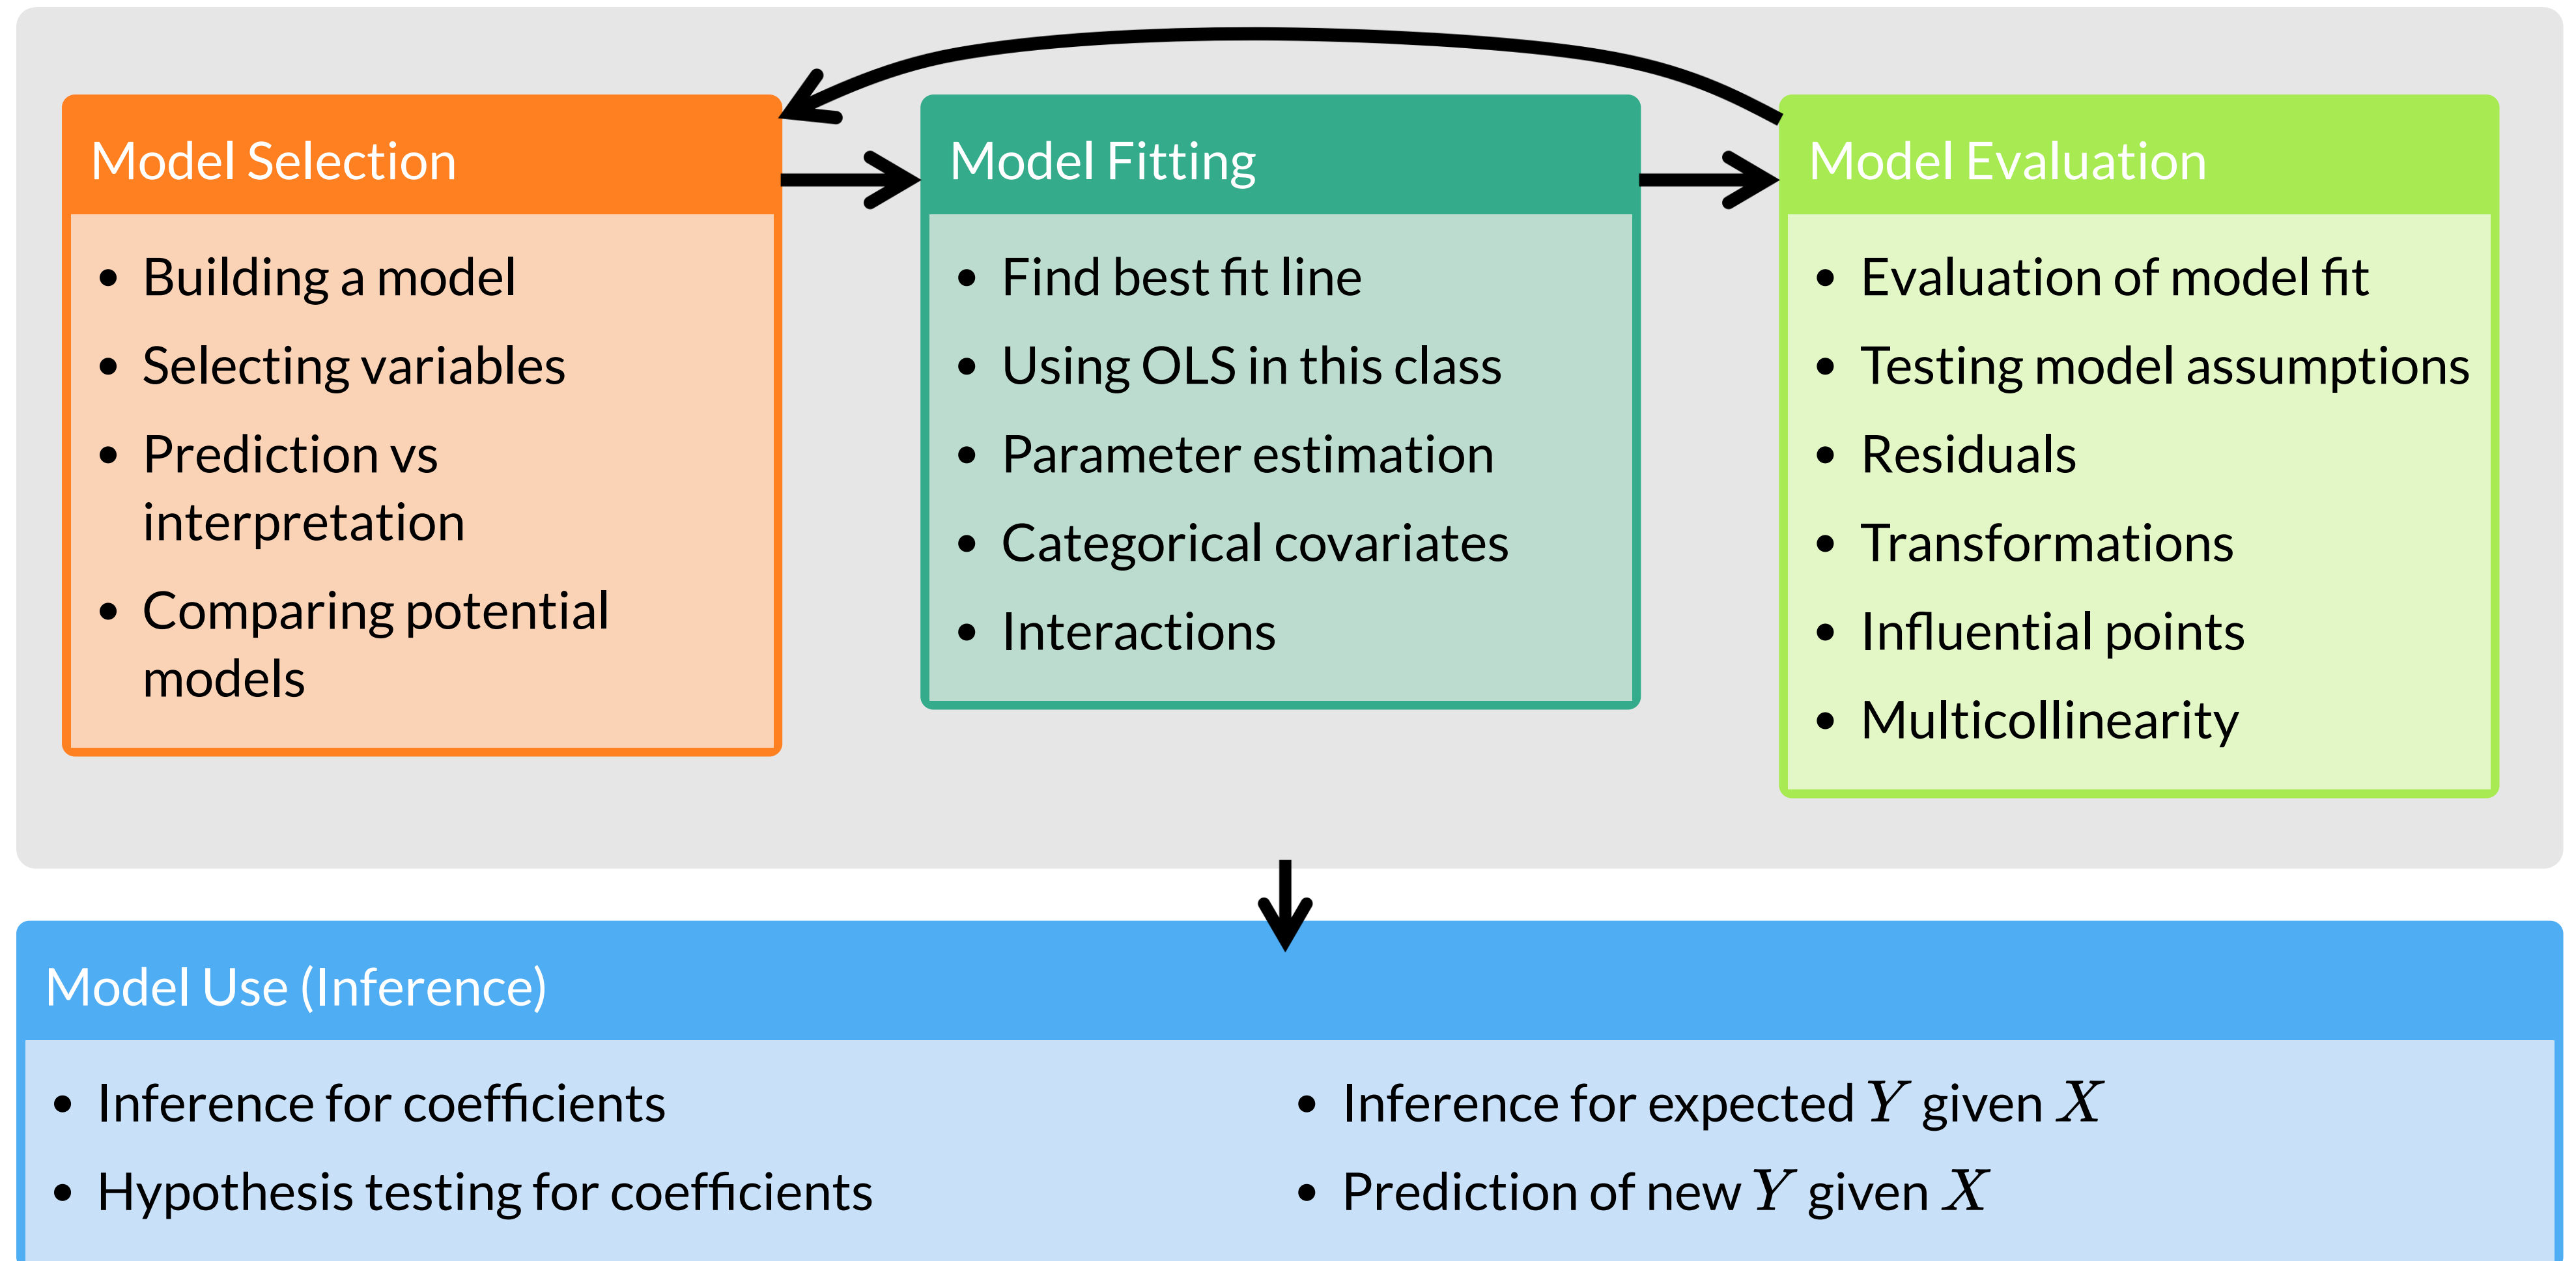 Model Selection
• Building a model
• Selecting variables
• Prediction vs
interpretation
• Comparing potential
models
Model Fitting
• Find best fit line
• Using OLS in this class
• Parameter estimation
• Categorical covariates
• Interactions
Model Evaluation
• Evaluation of model fit
• Testing model assumptions
• Residuals
• Transformations
• Influential points
• Multicollinearity
Model Use (Inference)
• Inference for coefficients
• Hypothesis testing for coefficients
• Inference for expected Y given X
• Prediction of new Y given X